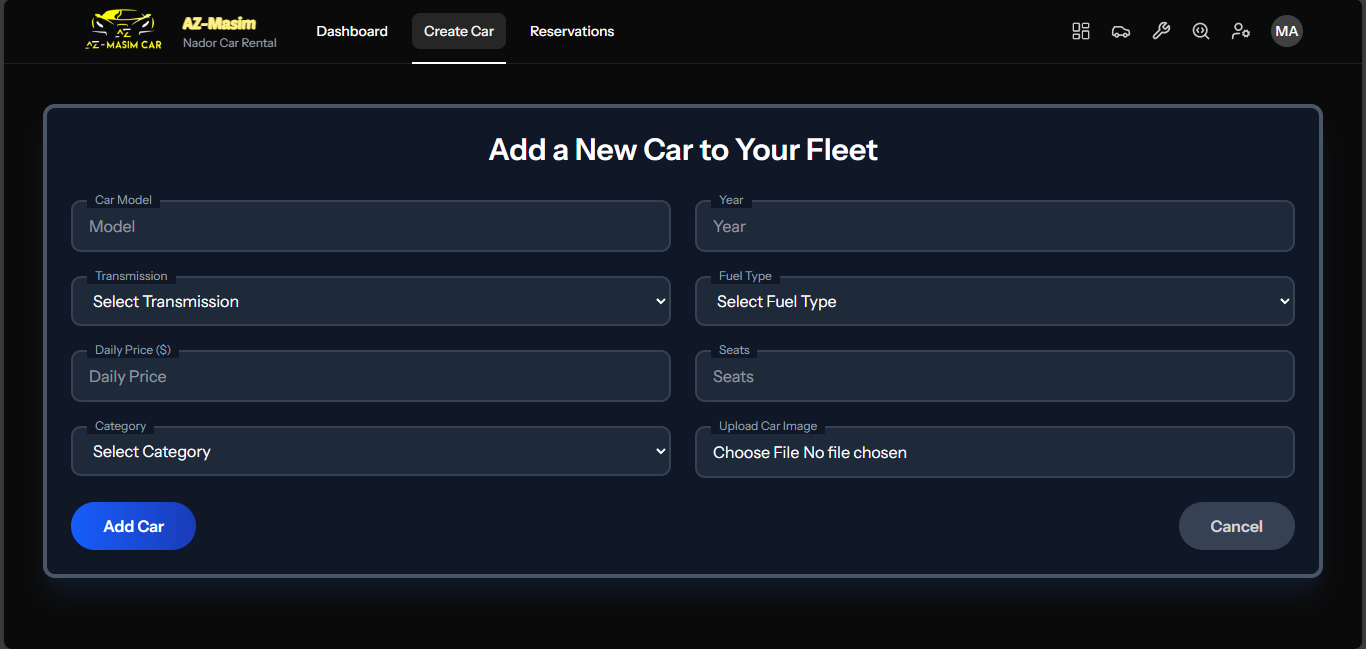 AZ
AZ-MASIM CAR
AZ-Masim
Nador Car Rental
Dashboard
Create Car
Reservations
MA
Add a New Car to Your Fleet
Car Model
Model
Year
Year
Transmission
Select Transmission
Fuel Type
Select Fuel Type
Daily Price ($)
Daily Price
Seats
Seats
Category
Select Category
Upload Car Image
Choose File No file chosen
Add Car
Cancel